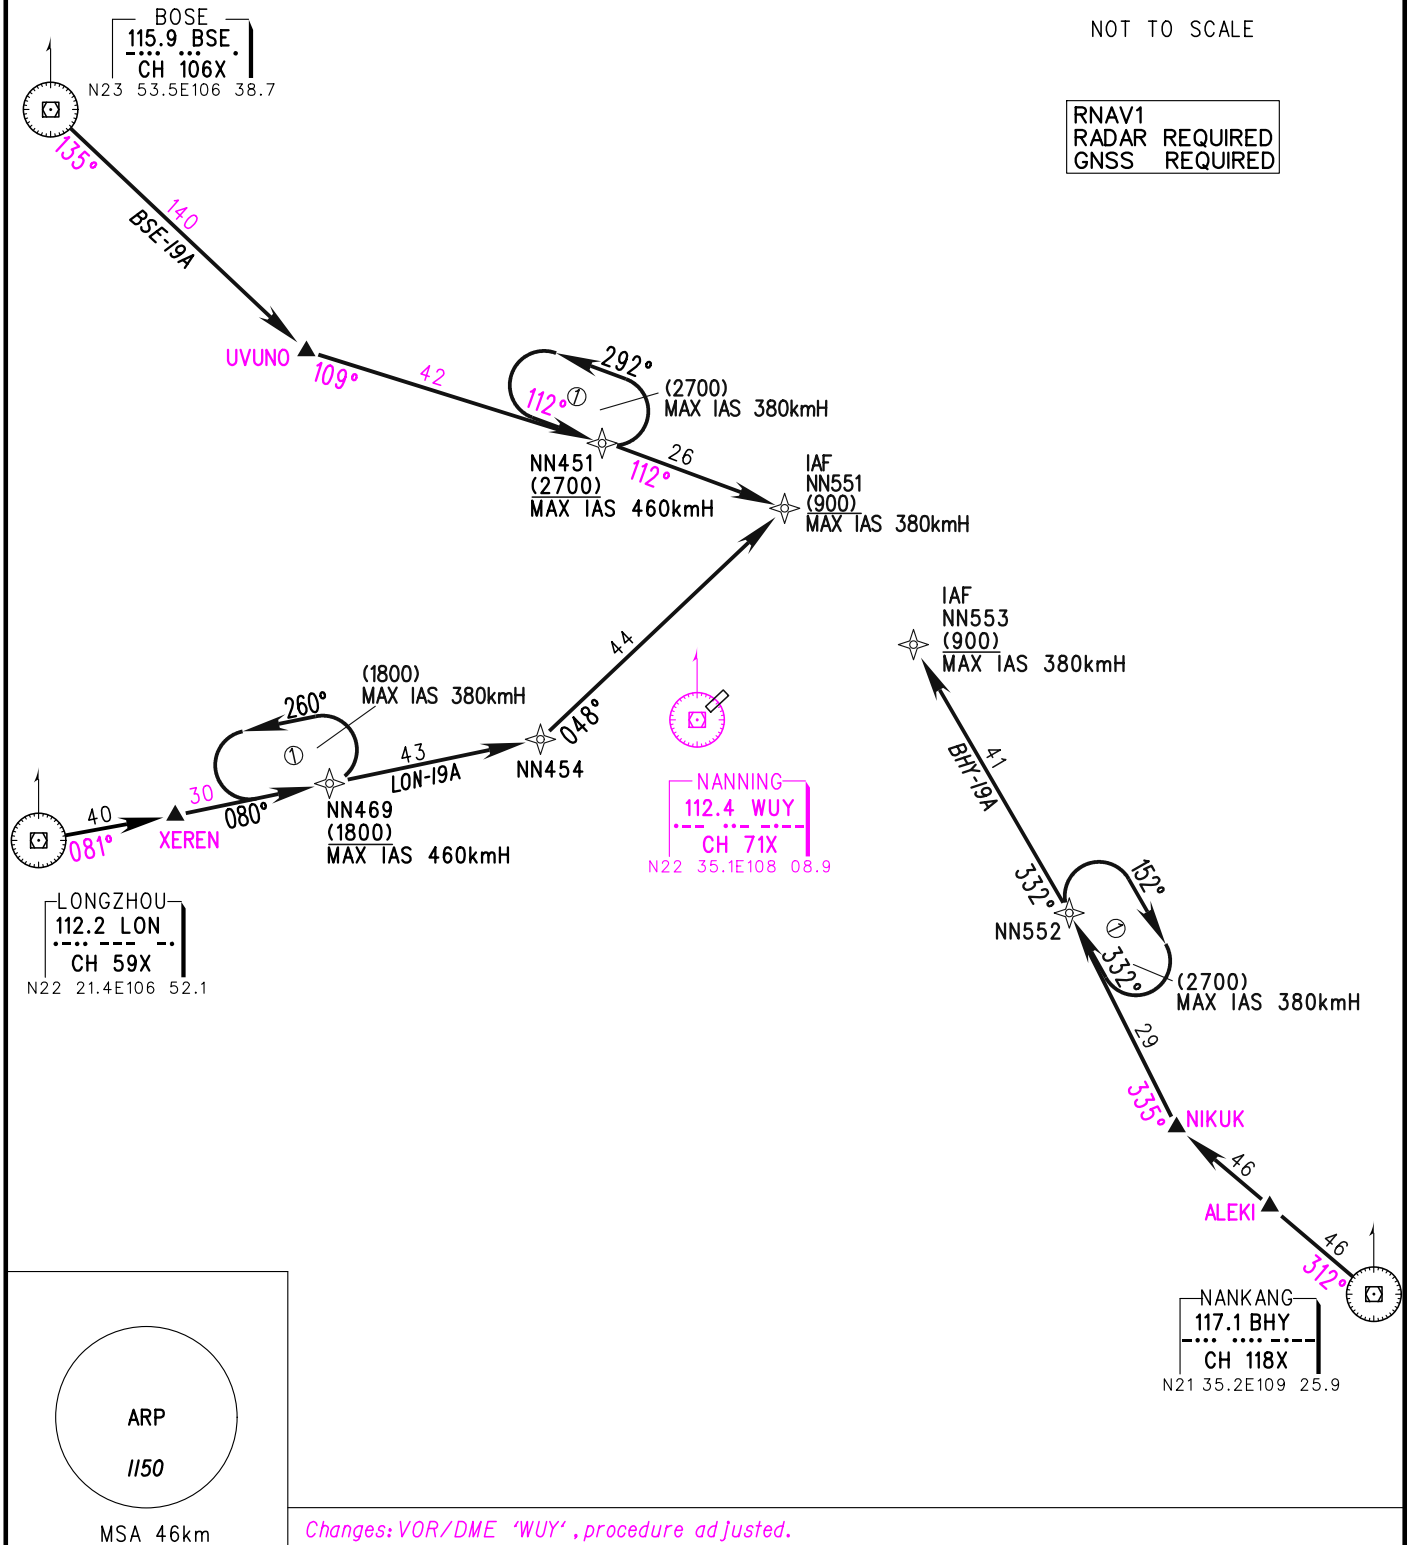 BOSE
115.9 BSE
CH 106X
N23 53.5E106 38.7
NOT TO SCALE
RNAV1
RADAR REQUIRED
GNSS REQUIRED
135°
140
BSE-19A
UVUNO
109°
42
292°
112°
1
(2700)
MAX IAS 380kmH
NN451
(2700)
MAX IAS 460kmH
26
112°
IAF
NN551
(900)
MAX IAS 380kmH
44
048°
IAF
NN553
(900)
MAX IAS 380kmH
(1800)
MAX IAS 380kmH
260°
1
43
LON-19A
NN454
40
081°
XEREN
30
080°
NN469
(1800)
MAX IAS 460kmH
NANNING
112.4 WUY
CH 71X
N22 35.1E108 08.9
41
BHY-19A
LONGZHOU
112.2 LON
CH 59X
N22 21.4E106 52.1
332°
NN552
152°
1
332°
(2700)
MAX IAS 380kmH
29
335°
NIKUK
46
ALEKI
46
312°
NANKANG
117.1 BHY
CH 118X
N21 35.2E109 25.9
ARP
1150
MSA 46km
Changes: VOR/DME ‘WUY‘, procedure adjusted.